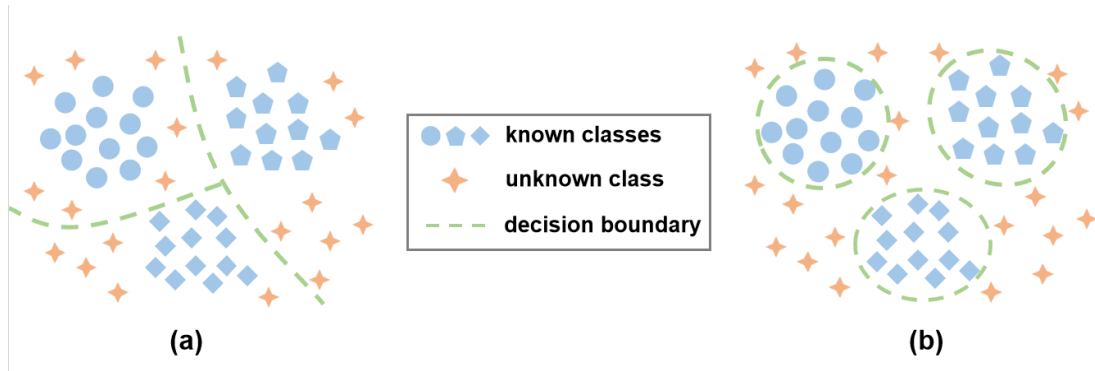 known classes
unknown class
decision boundary
(a)
(b)